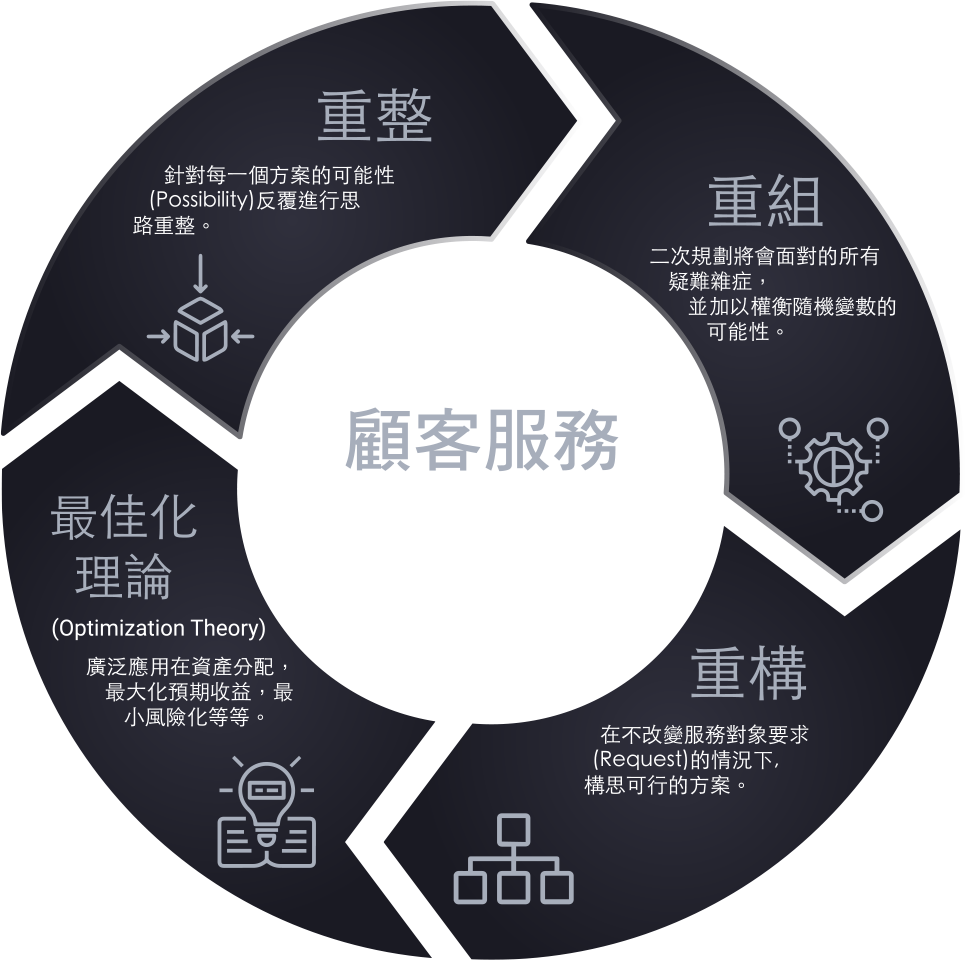 重整
針對每一個方案的可能性
(Possibility)反覆進行思
路重整。
重組
二次規劃將會面對的所有
疑難雜症，
並加以權衡隨機變數的
可能性。
顧客服務
重構
在不改變服務對象要求
(Request)的情況下,
構思可行的方案。
最佳化
理論
(Optimization Theory)
廣泛應用在資產分配，
最大化預期收益，最
小風險化等等。